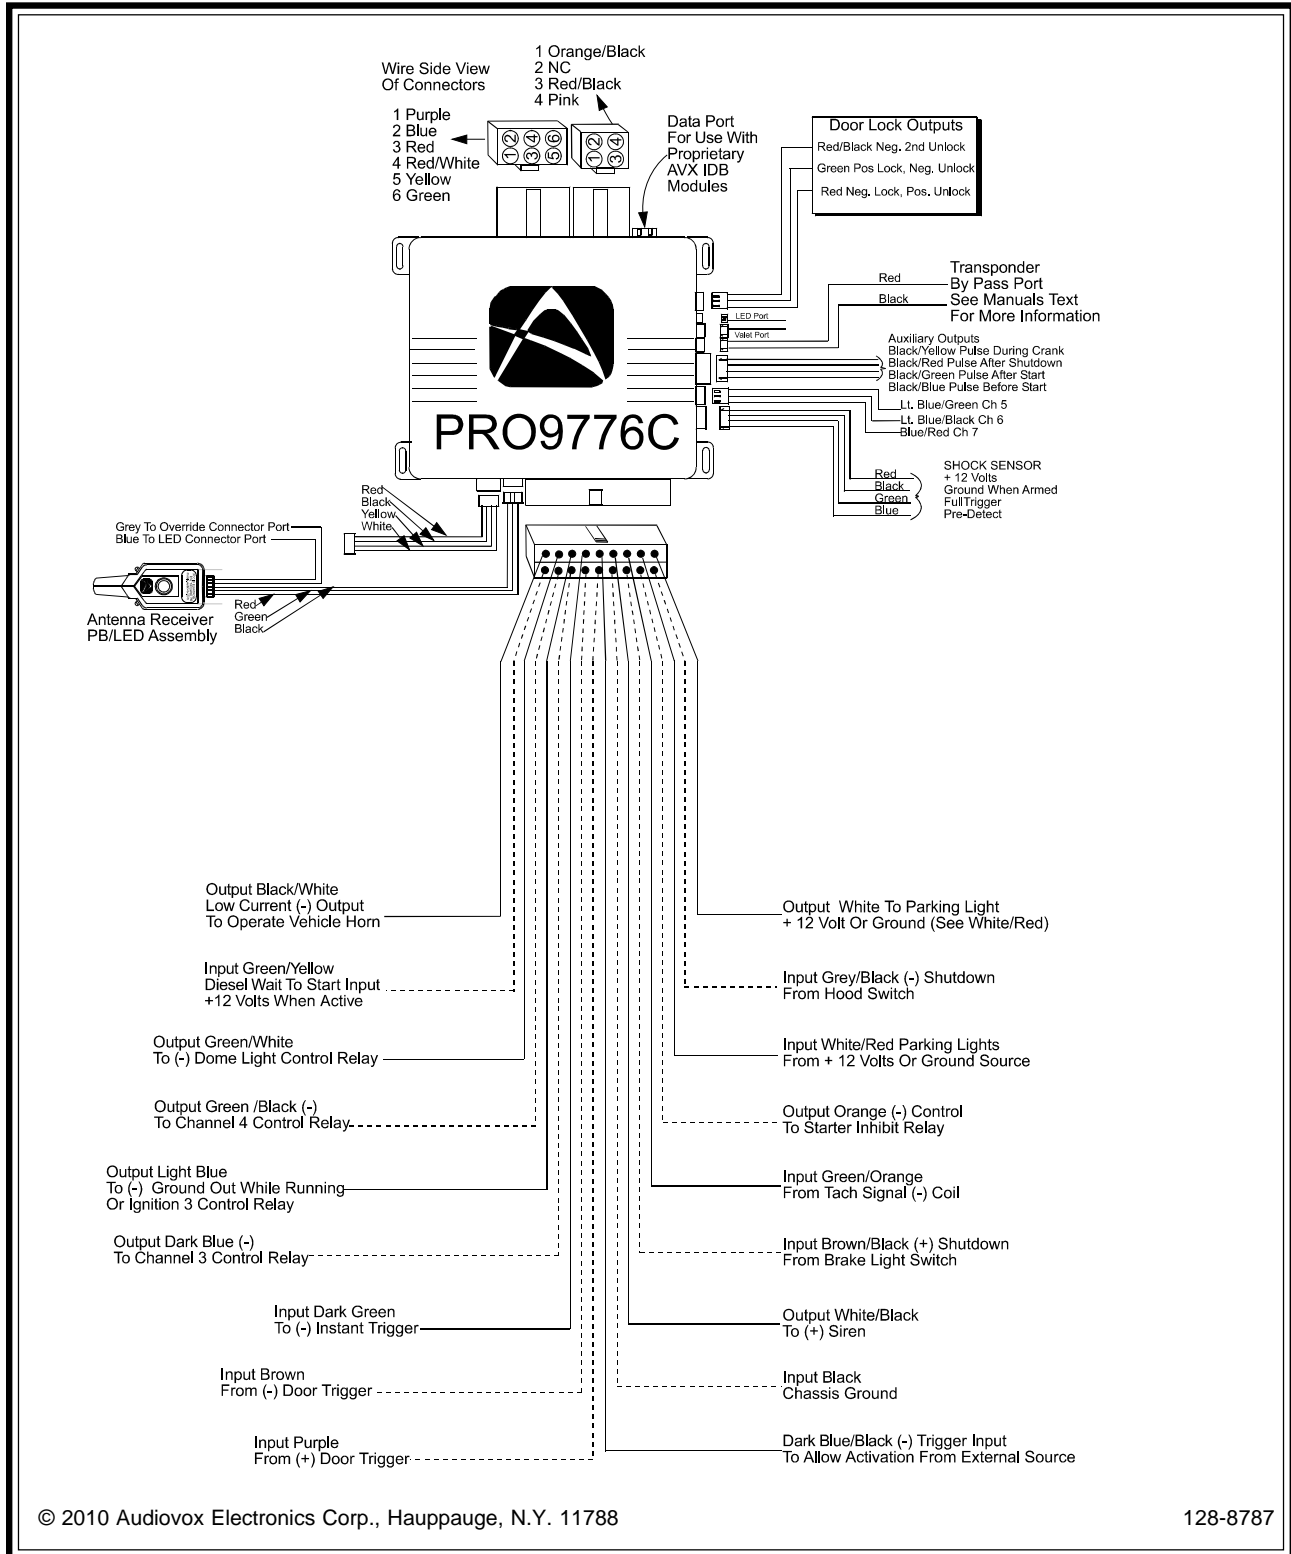 Wire Side View
Of Connectors
1 Purple
2 Blue
3 Red
4 Red/White
5 Yellow
6 Green
1 Orange/Black
2 NC
3 Red/Black
4 Pink
2 4 6
1 3 5
2 4
1 3
Data Port
For Use With
Proprietary
AVX IDB
Modules
Door Lock Outputs
Red/Black Neg. 2nd Unlock
Green Pos Lock, Neg. Unlock
Red Neg. Lock, Pos. Unlock
Red
Black
Transponder
By Pass Port
See Manuals Text
For More Information
LED Port
Valet Port
Auxiliary Outputs
Black/Yellow Pulse During Crank
Black/Red Pulse After Shutdown
Black/Green Pulse After Start
Black/Blue Pulse Before Start
Lt. Blue/Green Ch 5
Lt. Blue/Black Ch 6
Blue/Red Ch 7
PRO9776C
Red
Black
Green
Blue
SHOCK SENSOR
+ 12 Volts
Ground When Armed
FullTrigger
Pre-Detect
Red
Black
Yellow
White
Grey To Override Connector Port
Blue To LED Connector Port
Red
Green
Black
Antenna Receiver
PB/LED Assembly
Output Black/White
Low Current (-) Output
To Operate Vehicle Horn
Input Green/Yellow
Diesel Wait To Start Input
+12 Volts When Active
Output Green/White
To (-) Dome Light Control Relay
Output Green /Black (-)
To Channel 4 Control Relay
Output Light Blue
To (-) Ground Out While Running
Or Ignition 3 Control Relay
Output Dark Blue (-)
To Channel 3 Control Relay
Input Dark Green
To (-) Instant Trigger
Input Brown
From (-) Door Trigger
Input Purple
From (+) Door Trigger
Output White To Parking Light
+ 12 Volt Or Ground (See White/Red)
Input Grey/Black (-) Shutdown
From Hood Switch
Input White/Red Parking Lights
From + 12 Volts Or Ground Source
Output Orange (-) Control
To Starter Inhibit Relay
Input Green/Orange
From Tach Signal (-) Coil
Input Brown/Black (+) Shutdown
From Brake Light Switch
Output White/Black
To (+) Siren
Input Black
Chassis Ground
Dark Blue/Black (-) Trigger Input
To Allow Activation From External Source
© 2010 Audiovox Electronics Corp., Hauppauge, N.Y. 11788
128-8787